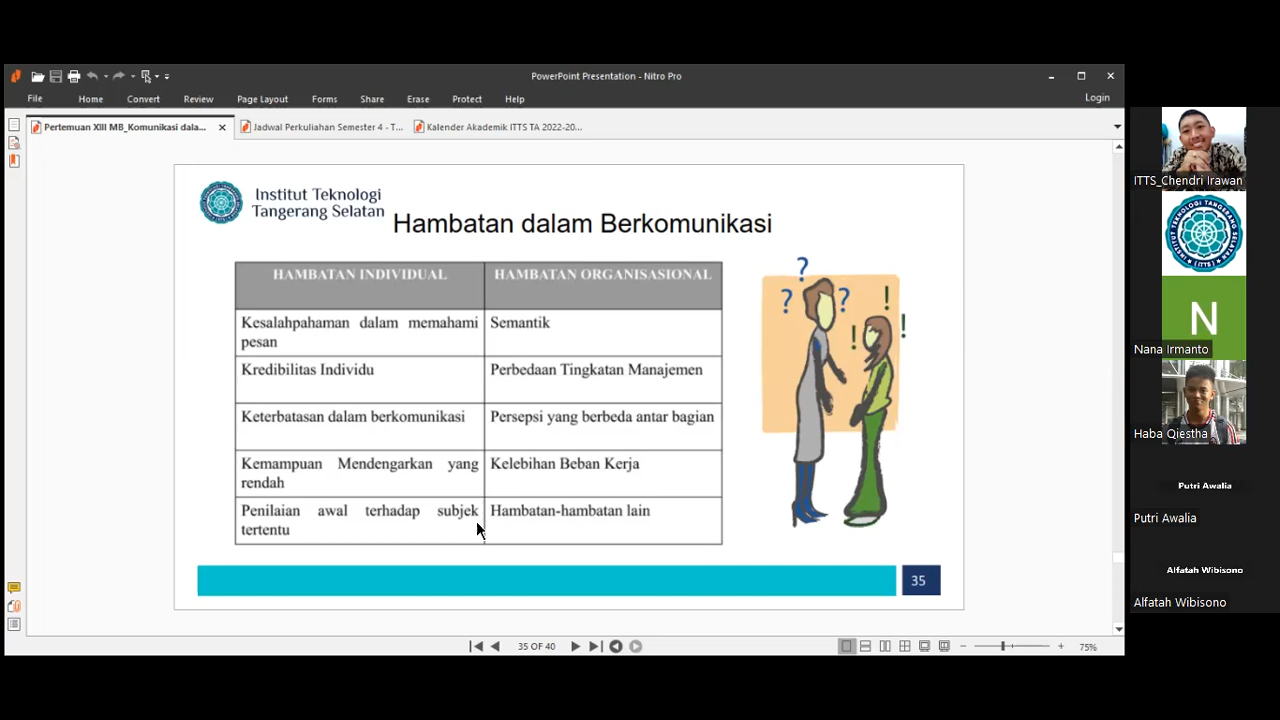 PowerPoint Presentation - Nitro Pro
File Home Convert Review Page Layout Forms Share Erase Protect Help Login
Pertemuan XIII MB_Komunikasi dala... Jadwal Perkuliahan Semester 4 - T... Kalender Akademik ITTS TA 2022-20...
Institut Teknologi
Tangerang Selatan
Hambatan dalam Berkomunikasi
HAMBATAN INDIVIDUAL HAMBATAN ORGANISASIONAL
Kesalahpahaman dalam memahami
pesan
Semantik
Kredibilitas Individu Perbedaan Tingkatan Manajemen
Keterbatasan dalam berkomunikasi Persepsi yang berbeda antar bagian
Kemampuan Mendengarkan yang
rendah
Kelebihan Beban Kerja
Penilaian awal terhadap subjek
tertentu
Hambatan-hambatan lain
?
? ?
!
! !
35
35 OF 40
75%
ITTS_Chendri Irawan
N
Nana Irmanto
Haba Qiestha
Putri Awalia
Putri Awalia
Alfatah Wibisono
Alfatah Wibisono